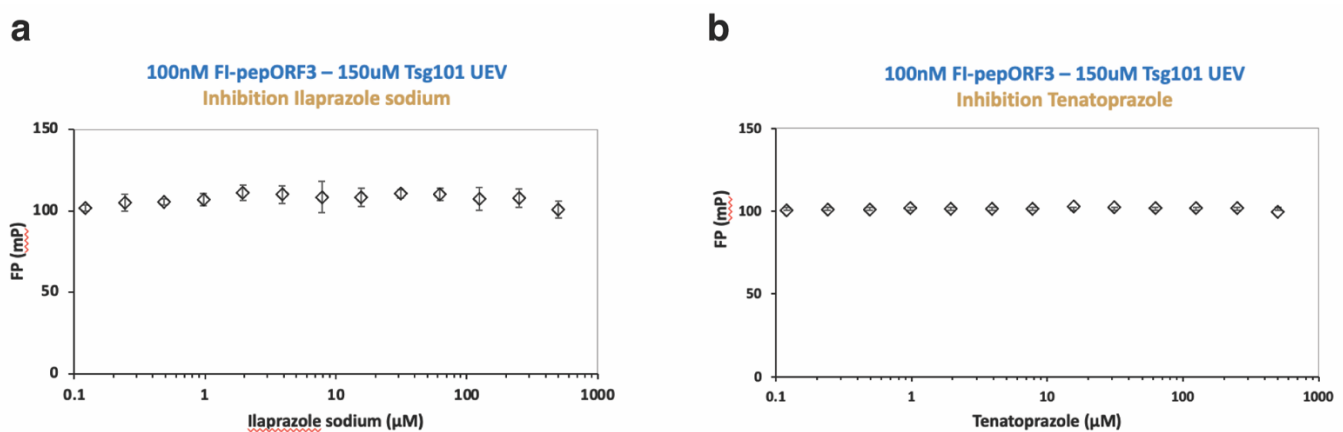 a
100nM FI-pepORF3 – 150uM Tsg101 UEV
Inhibition Ilaprazole sodium
150
100
50
0
FP (mP)
0.1 1 10 100 1000
Ilaprazole sodium (µM)
b
100nM FI-pepORF3 – 150uM Tsg101 UEV
Inhibition Tenatoprazole
150
100
50
0
FP (mP)
0.1 1 10 100 1000
Tenatoprazole (µM)